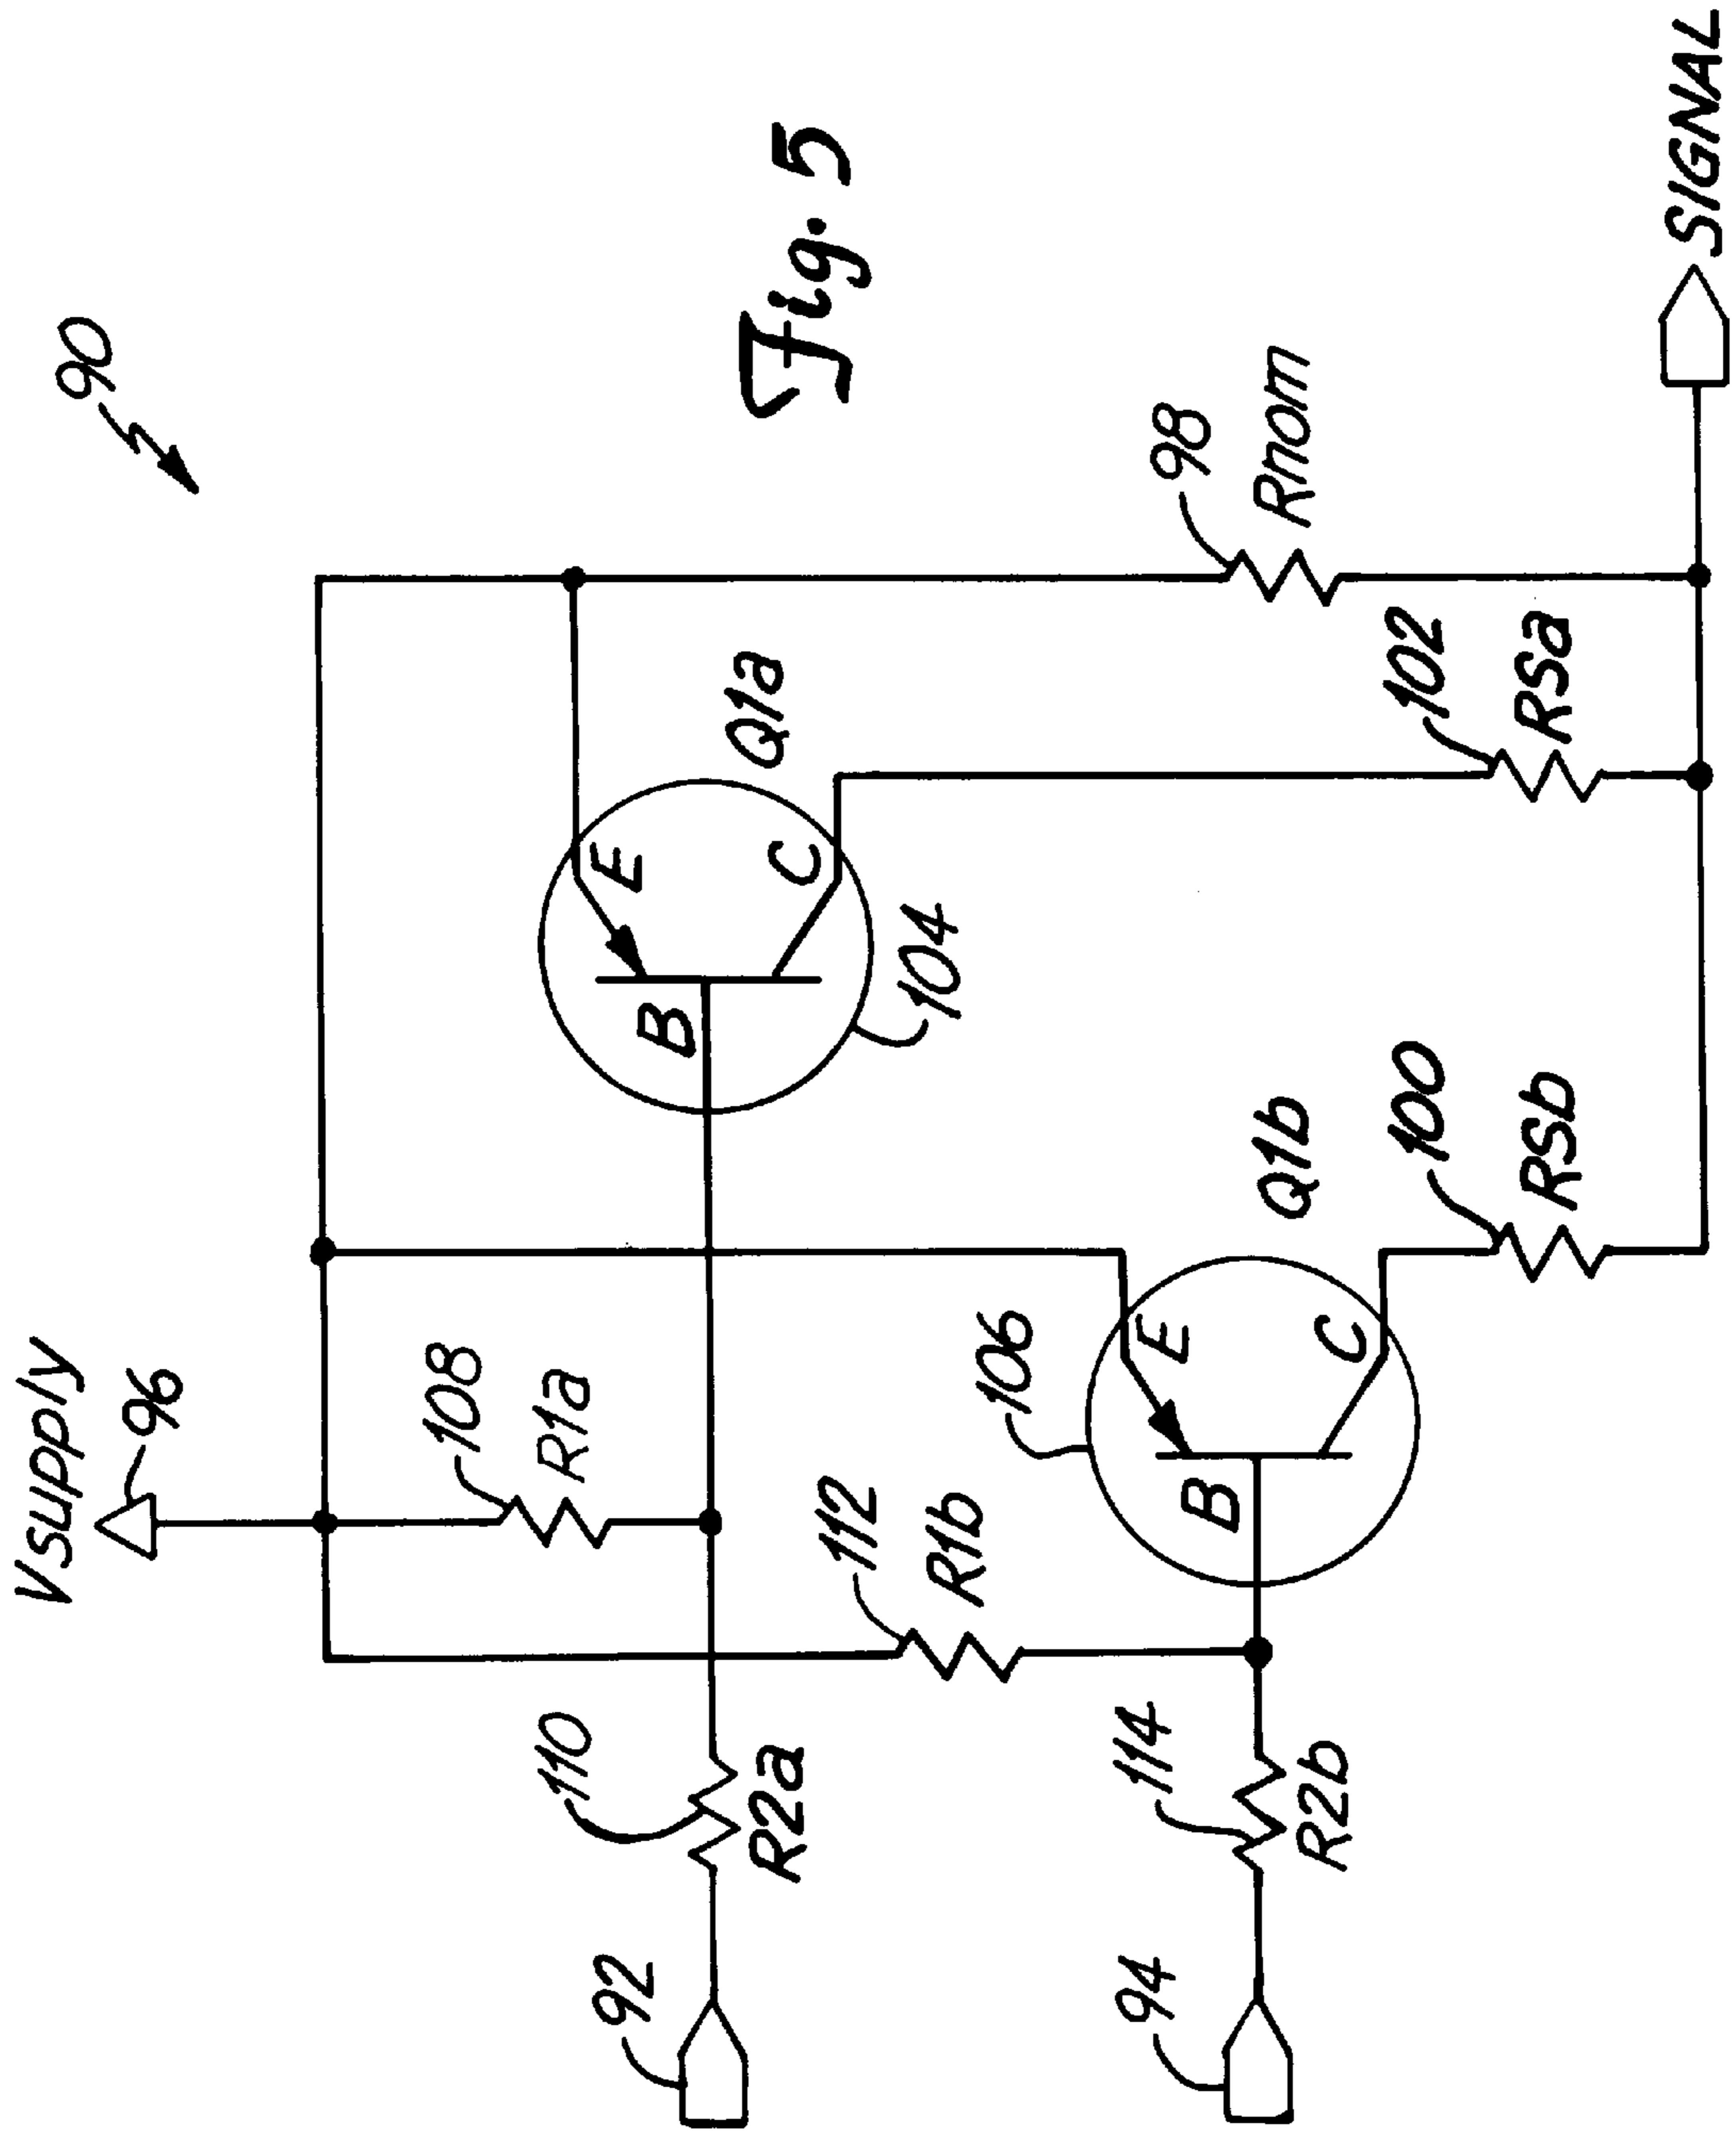 90
Fig. 5
Vsupply
96
108
R1a
Q1a
98
Rnom
B
E
C
104
110
R2a
92
112
R1b
106
Q1b
B
E
C
102
RSa
100
RSb
114
R2b
94
SIGNAL